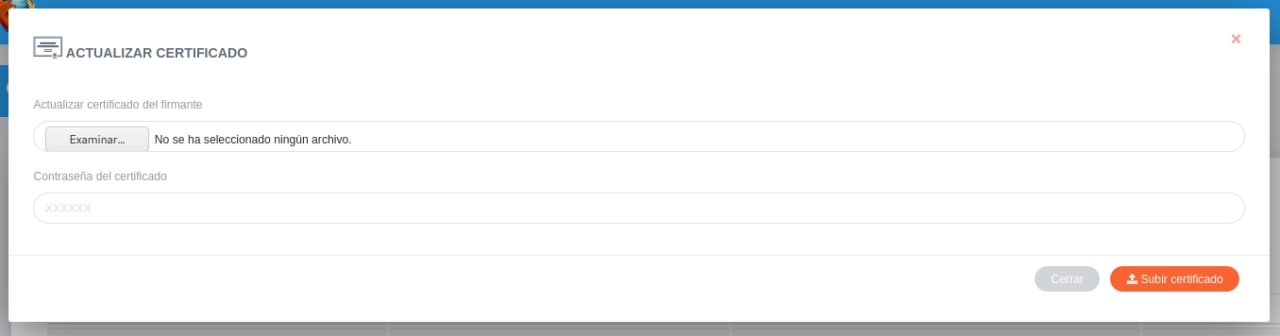 ×
ACTUALIZAR CERTIFICADO
Actualizar certificado del firmante
Examinar... No se ha seleccionado ningún archivo.
Contraseña del certificado
XXXXXX
Cerrar Subir certificado